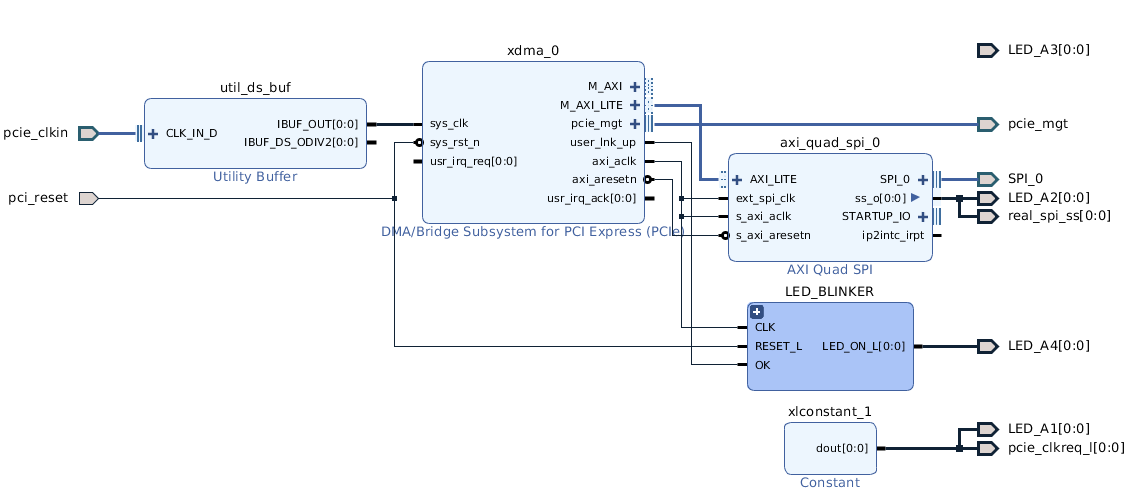 LED_A3[0:0]
xdma_0
util_ds_buf
M_AXI
M_AXI_LITE
pcie_clkin
CLK_IN_D
IBUF_OUT[0:0]
IBUF_DS_ODIV2[0:0]
Utility Buffer
sys_clk
sys_rst_n
usr_irq_req[0:0]
pcie_mgt
user_lnk_up
axi_aclk
axi_aresetn
usr_irq_ack[0:0]
DMA/Bridge Subsystem for PCI Express (PCIe)
pcie_mgt
axi_quad_spi_0
pci_reset
AXI_LITE
ext_spi_clk
s_axi_aclk
s_axi_aresetn
SPI_0
ss_o[0:0]
STARTUP_IO
ip2intc_irpt
AXI Quad SPI
SPI_0
LED_A2[0:0]
real_spi_ss[0:0]
LED_BLINKER
CLK
RESET_L
OK
LED_ON_L[0:0]
LED_A4[0:0]
xlconstant_1
dout[0:0]
Constant
LED_A1[0:0]
pcie_clkreq_l[0:0]